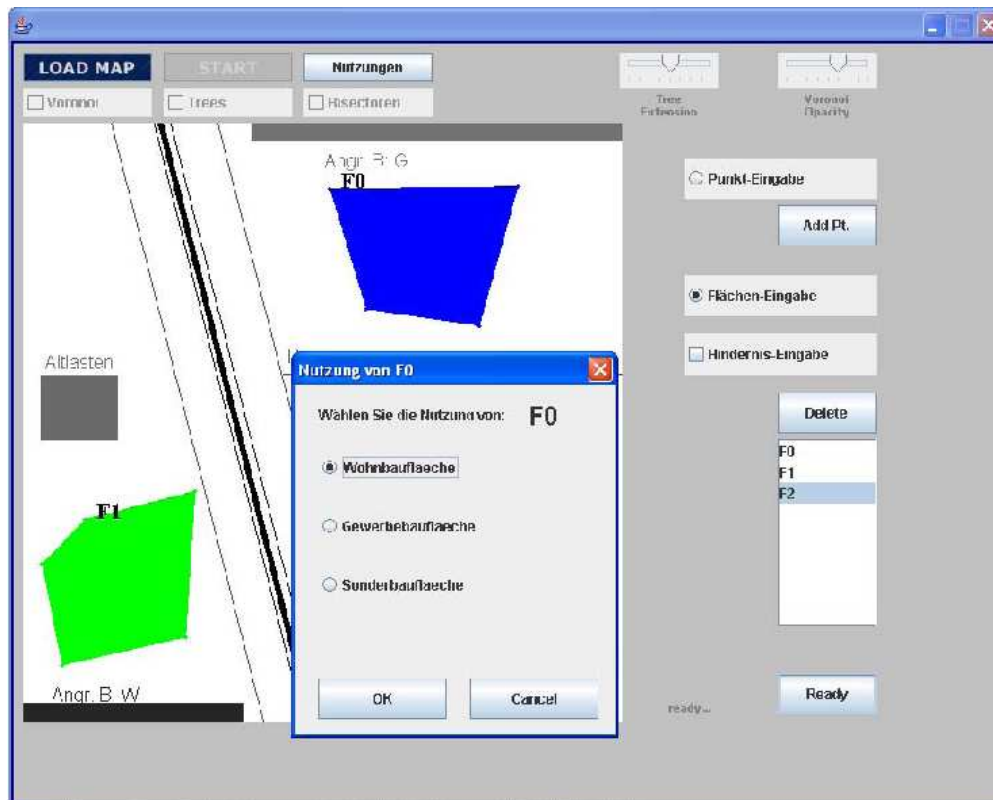 LOAD MAP
START
Nutzungen
Voronoi
Trees
Bisectoren
Tree
Extension
Voronoi
Opacity
Angr. B: G
F0
Punkt-Eingabe
Add Pt.
Flächen-Eingabe
Hindernis-Eingabe
Altlasten
Nutzung von F0
Wählen Sie die Nutzung von:
F0
Delete
F0
F1
F2
Wohnbauflaeche
F1
Gewerbebauflaeche
Sonderbauflaeche
Angr. B W
OK
Cancel
Ready
ready...